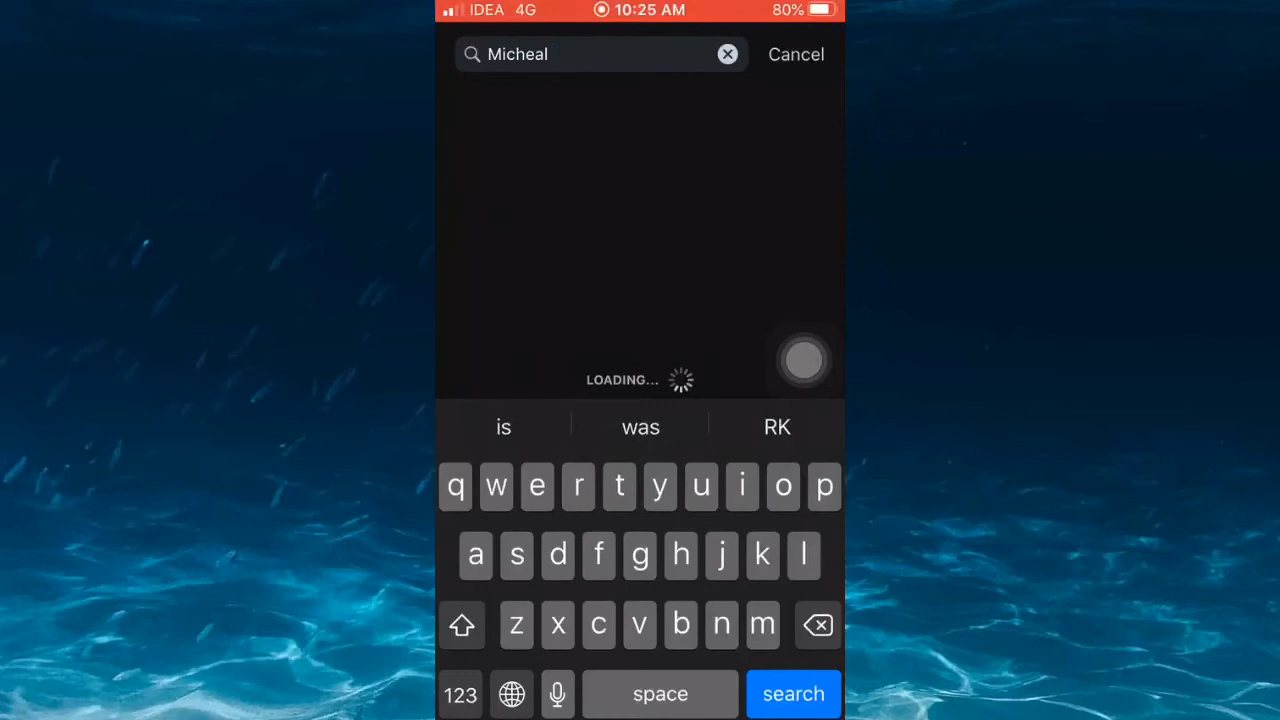 IDEA 4G 10:25 AM 80%
Micheal Cancel
LOADING...
is was RK
q w e r t y u i o p
a s d f g h j k l
z x c v b n m
123 space search